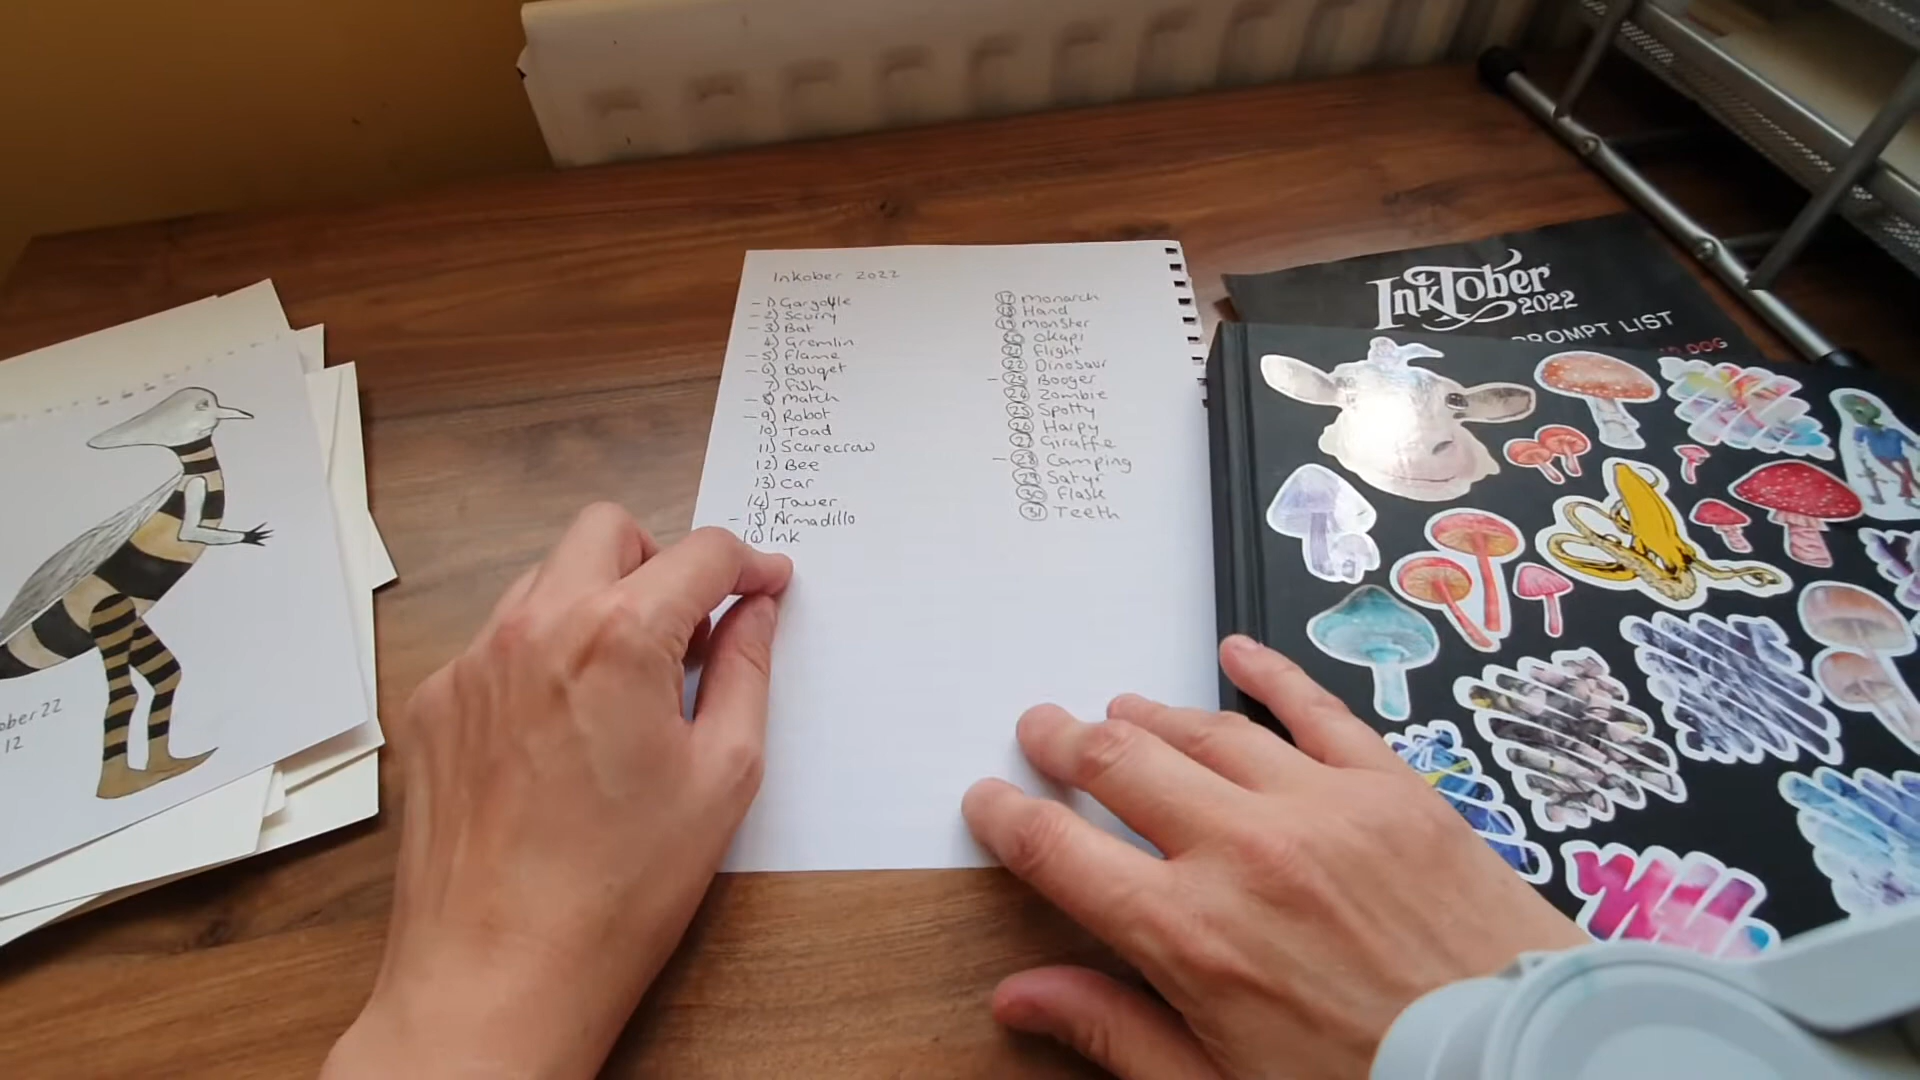 Inkober 2022
- 1) Gargoyle
- 2) Scurry
- 3) Bat
4) Gremlin
- 5) Flame
- 6) Bouqet
7) Fish
- 8 Match
- 9) Robot
10) Toad
11) Scarecrow
12) Bee
13) Car
14) Tower
- 15) Armadillo
16) Ink
17 Monarch
18 Hand
19 Monster
20 Okapi
21 Flight
22 Dinosaur
- 23 Booger
24 Zombie
25 Spotty
26 Harpy
27 Giraffe
- 28 Camping
29 Satyr
30 Flask
31 Teeth
INKTOBER
2022
PROMPT LIST
DOG
ober 22
12